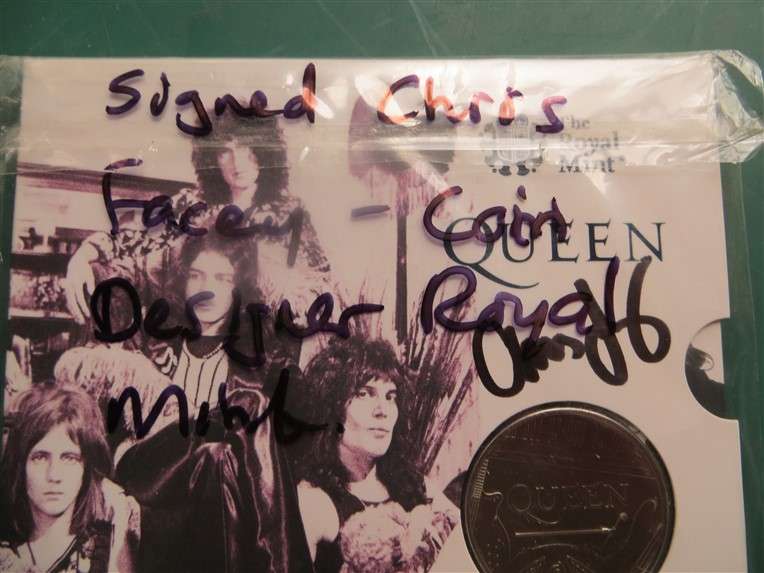 Signed Chris
The
Royal
Mint
Facey - Coin
QUEEN
Designer Royal
Mint.
QUEEN